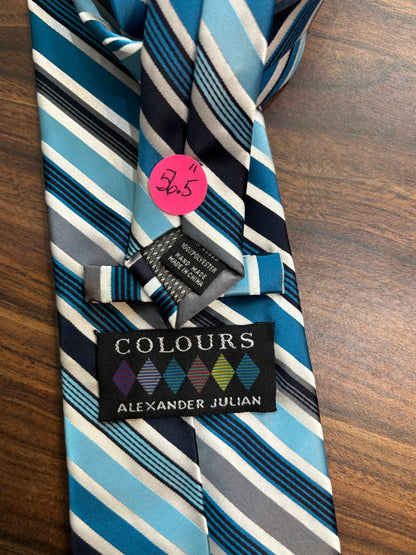 56.5"
100%POLYESTER
HAND MADE
MADE IN CHINA
COLOURS
ALEXANDER JULIAN